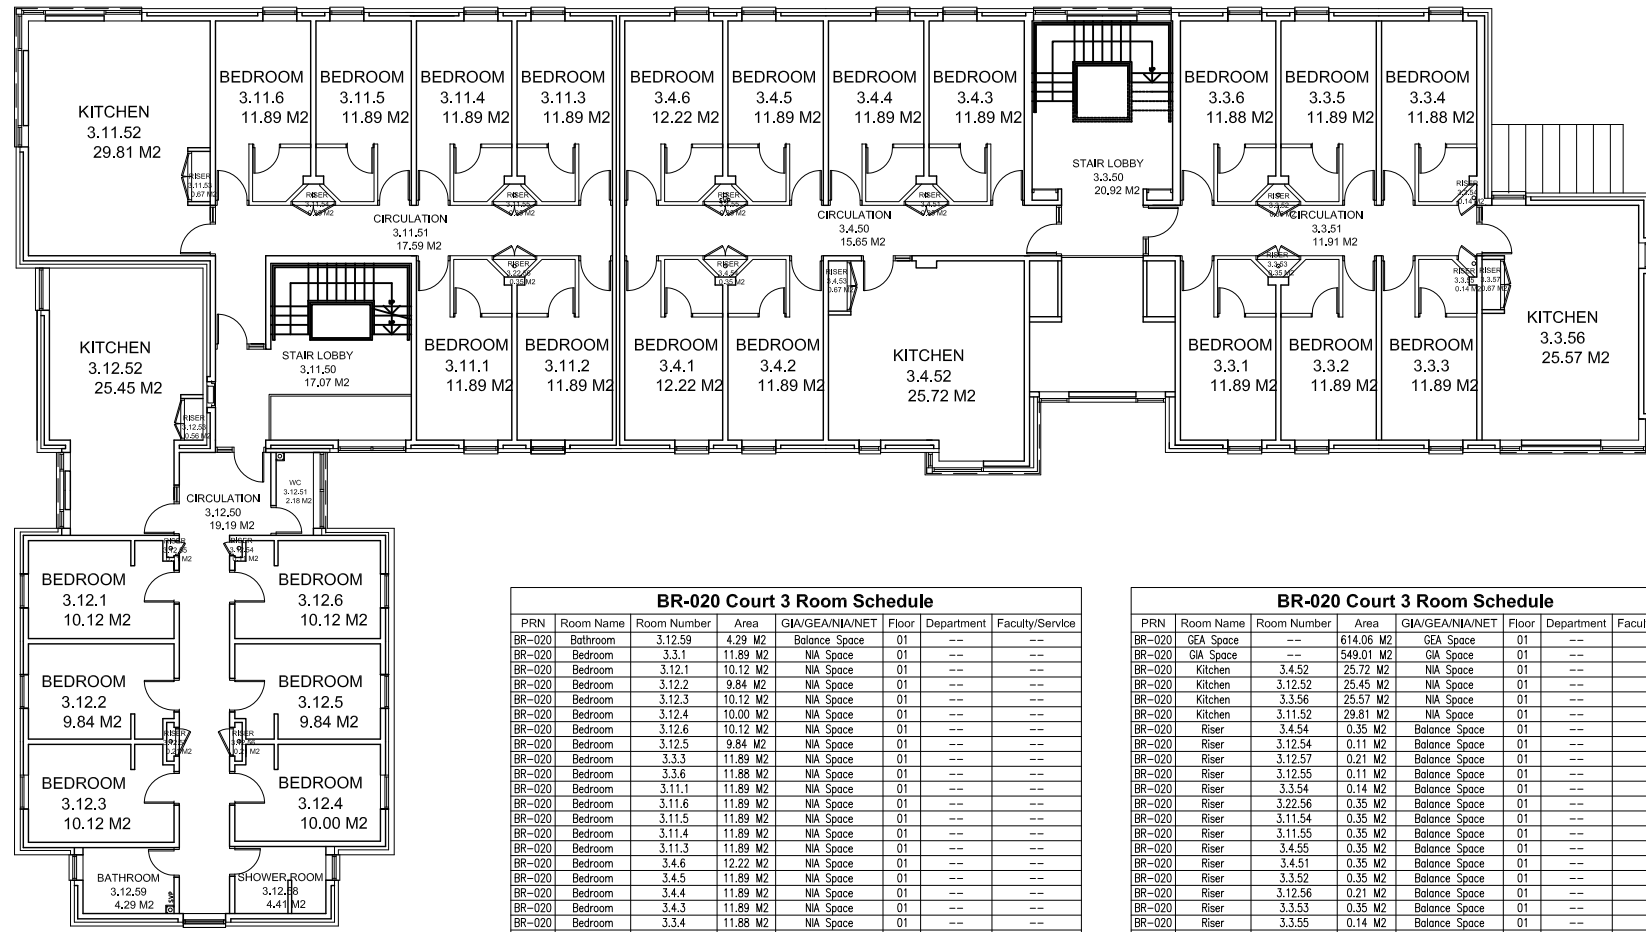 KITCHEN
3.11.52
29.81 M2
BEDROOM
3.11.6
11.89 M2
BEDROOM
3.11.5
11.89 M2
BEDROOM
3.11.4
11.89 M2
BEDROOM
3.11.3
11.89 M2
BEDROOM
3.4.6
12.22 M2
BEDROOM
3.4.5
11.89 M2
BEDROOM
3.4.4
11.89 M2
BEDROOM
3.4.3
11.89 M2
STAIR LOBBY
3.3.50
20.92 M2
BEDROOM
3.3.6
11.88 M2
BEDROOM
3.3.5
11.89 M2
BEDROOM
3.3.4
11.88 M2
RISER
3.11.53
0.67 M2
CIRCULATION
3.11.51
17.59 M2
CIRCULATION
3.4.50
15.65 M2
CIRCULATION
3.3.51
11.91 M2
KITCHEN
3.12.52
25.45 M2
STAIR LOBBY
3.11.50
17.07 M2
BEDROOM
3.11.1
11.89 M2
BEDROOM
3.11.2
11.89 M2
BEDROOM
3.4.1
12.22 M2
BEDROOM
3.4.2
11.89 M2
RISER
3.4.53
0.67 M2
KITCHEN
3.4.52
25.72 M2
BEDROOM
3.3.1
11.89 M2
BEDROOM
3.3.2
11.89 M2
BEDROOM
3.3.3
11.89 M2
RISER
3.3.57
0.67 M2
KITCHEN
3.3.56
25.57 M2
RISER
3.12.53
0.56 M2
CIRCULATION
3.12.50
19.19 M2
WC
3.12.51
2.18 M2
BEDROOM
3.12.1
10.12 M2
BEDROOM
3.12.6
10.12 M2
BEDROOM
3.12.2
9.84 M2
BEDROOM
3.12.5
9.84 M2
BEDROOM
3.12.3
10.12 M2
BEDROOM
3.12.4
10.00 M2
BATHROOM
3.12.59
4.29 M2
SVP
SHOWER ROOM
3.12.58
4.41 M2
BR-020 Court 3 Room Schedule
PRN Room Name Room Number Area GIA/GEA/NIA/NET Floor Department Faculty/Service
BR-020 Bathroom 3.12.59 4.29 M2 Balance Space 01 -- --
BR-020 Bedroom 3.3.1 11.89 M2 NIA Space 01 -- --
BR-020 Bedroom 3.12.1 10.12 M2 NIA Space 01 -- --
BR-020 Bedroom 3.12.2 9.84 M2 NIA Space 01 -- --
BR-020 Bedroom 3.12.3 10.12 M2 NIA Space 01 -- --
BR-020 Bedroom 3.12.4 10.00 M2 NIA Space 01 -- --
BR-020 Bedroom 3.12.6 10.12 M2 NIA Space 01 -- --
BR-020 Bedroom 3.12.5 9.84 M2 NIA Space 01 -- --
BR-020 Bedroom 3.3.3 11.89 M2 NIA Space 01 -- --
BR-020 Bedroom 3.3.6 11.88 M2 NIA Space 01 -- --
BR-020 Bedroom 3.11.1 11.89 M2 NIA Space 01 -- --
BR-020 Bedroom 3.11.6 11.89 M2 NIA Space 01 -- --
BR-020 Bedroom 3.11.5 11.89 M2 NIA Space 01 -- --
BR-020 Bedroom 3.11.4 11.89 M2 NIA Space 01 -- --
BR-020 Bedroom 3.11.3 11.89 M2 NIA Space 01 -- --
BR-020 Bedroom 3.4.6 12.22 M2 NIA Space 01 -- --
BR-020 Bedroom 3.4.5 11.89 M2 NIA Space 01 -- --
BR-020 Bedroom 3.4.4 11.89 M2 NIA Space 01 -- --
BR-020 Bedroom 3.4.3 11.89 M2 NIA Space 01 -- --
BR-020 Bedroom 3.3.4 11.88 M2 NIA Space 01 -- --
BR-020 Court 3 Room Schedule
PRN Room Name Room Number Area GIA/GEA/NIA/NET Floor Department Facul
BR-020 GEA Space -- 614.06 M2 GEA Space 01 --
BR-020 GIA Space -- 549.01 M2 GIA Space 01 --
BR-020 Kitchen 3.4.52 25.72 M2 NIA Space 01 --
BR-020 Kitchen 3.12.52 25.45 M2 NIA Space 01 --
BR-020 Kitchen 3.3.56 25.57 M2 NIA Space 01 --
BR-020 Kitchen 3.11.52 29.81 M2 NIA Space 01 --
BR-020 Riser 3.4.54 0.35 M2 Balance Space 01 --
BR-020 Riser 3.12.54 0.11 M2 Balance Space 01 --
BR-020 Riser 3.12.57 0.21 M2 Balance Space 01 --
BR-020 Riser 3.12.55 0.11 M2 Balance Space 01 --
BR-020 Riser 3.3.54 0.14 M2 Balance Space 01 --
BR-020 Riser 3.22.56 0.35 M2 Balance Space 01 --
BR-020 Riser 3.11.54 0.35 M2 Balance Space 01 --
BR-020 Riser 3.11.55 0.35 M2 Balance Space 01 --
BR-020 Riser 3.4.55 0.35 M2 Balance Space 01 --
BR-020 Riser 3.4.51 0.35 M2 Balance Space 01 --
BR-020 Riser 3.3.52 0.35 M2 Balance Space 01 --
BR-020 Riser 3.12.56 0.21 M2 Balance Space 01 --
BR-020 Riser 3.3.53 0.35 M2 Balance Space 01 --
BR-020 Riser 3.3.55 0.14 M2 Balance Space 01 --